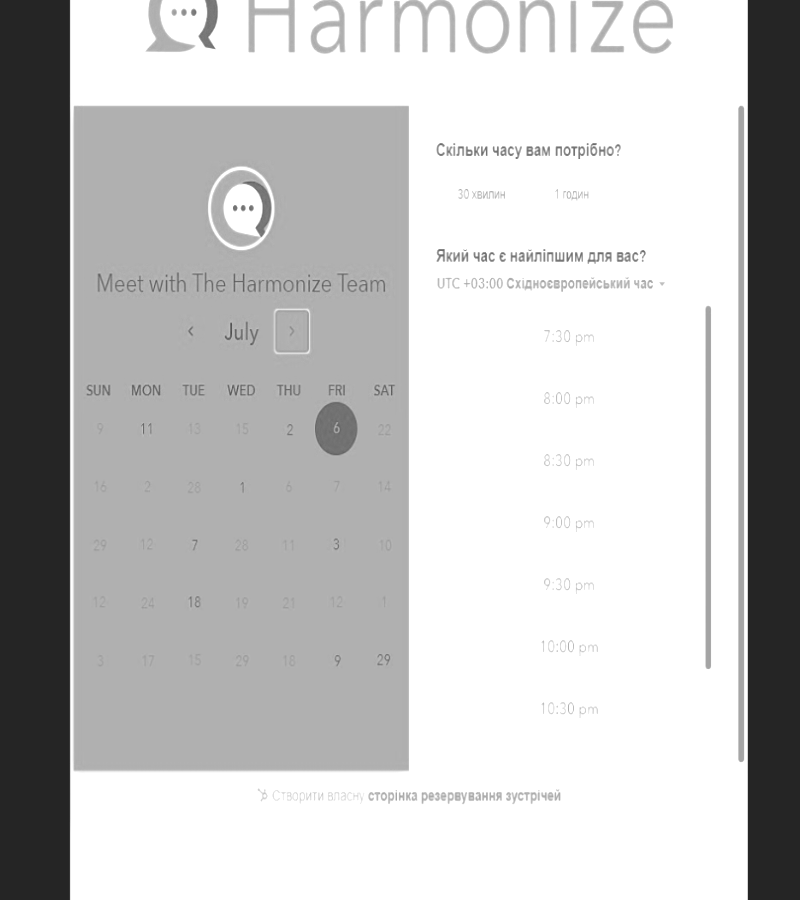 Harmonize
Meet with The Harmonize Team
July
SUN MON TUE WED THU FRI SAT
9 11 13 15 2 6 22
16 2 28 1 6 7 14
29 12 7 28 11 3 10
12 24 18 19 21 12 1
3 17 15 29 18 9 29
Скільки часу вам потрібно?
30 хвилин 1 годин
Який час є найліпшим для вас?
UTC +03:00 Східноєвропейський час
7:30 pm
8:00 pm
8:30 pm
9:00 pm
9:30 pm
10:00 pm
10:30 pm
Створити власну сторінка резервування зустрічей